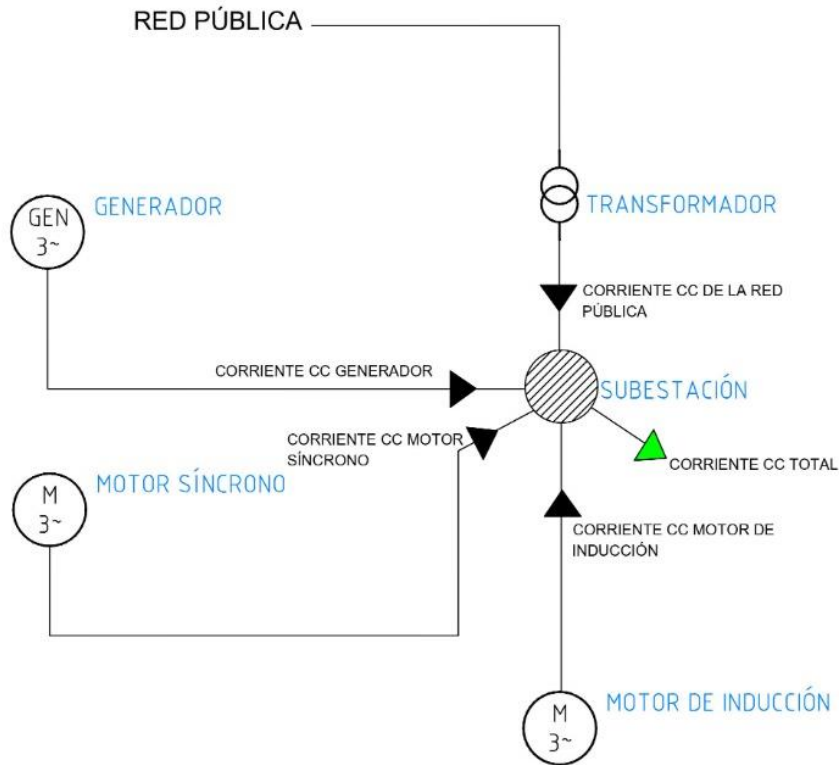 RED PÚBLICA
GEN
3~
GENERADOR
TRANSFORMADOR
CORRIENTE CC DE LA RED
PÚBLICA
CORRIENTE CC GENERADOR
SUBESTACIÓN
CORRIENTE CC MOTOR
SÍNCRONO
CORRIENTE CC TOTAL
M
3~
MOTOR SÍNCRONO
CORRIENTE CC MOTOR DE
INDUCCIÓN
M
3~
MOTOR DE INDUCCIÓN